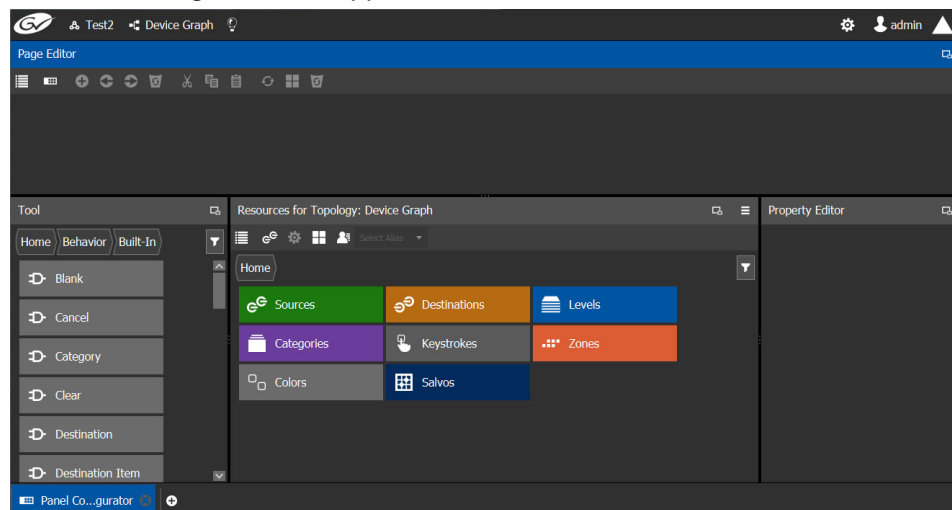 GV Test2 Device Graph admin
Page Editor
Tool Resources for Topology: Device Graph Property Editor
Select Alias
Home Behavior Built-In
Home
Blank
Cancel
Category
Clear
Destination
Destination Item
Sources Destinations Levels
Categories Keystrokes Zones
Colors Salvos
Panel Co...gurator